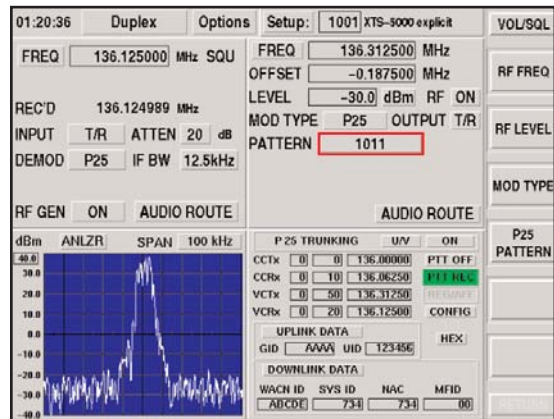 01:20:36 Duplex Options Setup: 1001 XTS-5000 explicit VOL/SQL
FREQ 136.125000 MHz SQU
REC'D 136.124989 MHz
INPUT T/R ATTEN 20 dB
DEMOD P25 IF BW 12.5kHz
RF GEN ON AUDIO ROUTE
FREQ 136.312500 MHz
OFFSET -0.187500 MHz
LEVEL -30.0 dBm RF ON
MOD TYPE P25 OUTPUT T/R
PATTERN 1011
AUDIO ROUTE
RF FREQ
RF LEVEL
MOD TYPE
P25 PATTERN
dBm ANLZR SPAN 100 kHz
40.0
30.0
20.0
10.0
0.0
-10.0
-20.0
-30.0
-40.0
P25 TRUNKING U/V ON
CCTx 0 0 136.00000 PTT OFF
CCRx 0 10 136.06250 PTT REC
VCTx 0 50 136.31250
VCRx 0 20 136.12500 CONFIG
UPLINK DATA HEX
GID AAAA UID 123456
DOWNLINK DATA
WACN ID SYS ID NAC MFID
ABCDE 734 734 00
RETURN